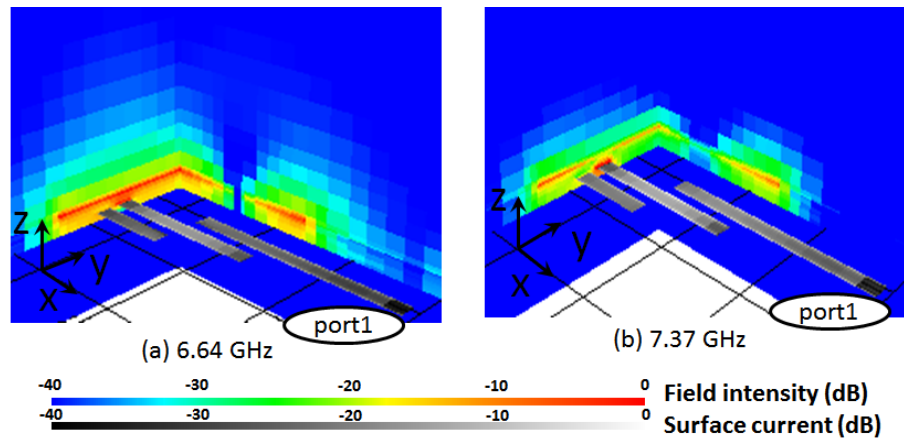 Z
y
x
port1
(a) 6.64 GHz
Z
y
x
port1
(b) 7.37 GHz
-40 -30 -20 -10 0 Field intensity (dB)
-40 -30 -20 -10 0 Surface current (dB)